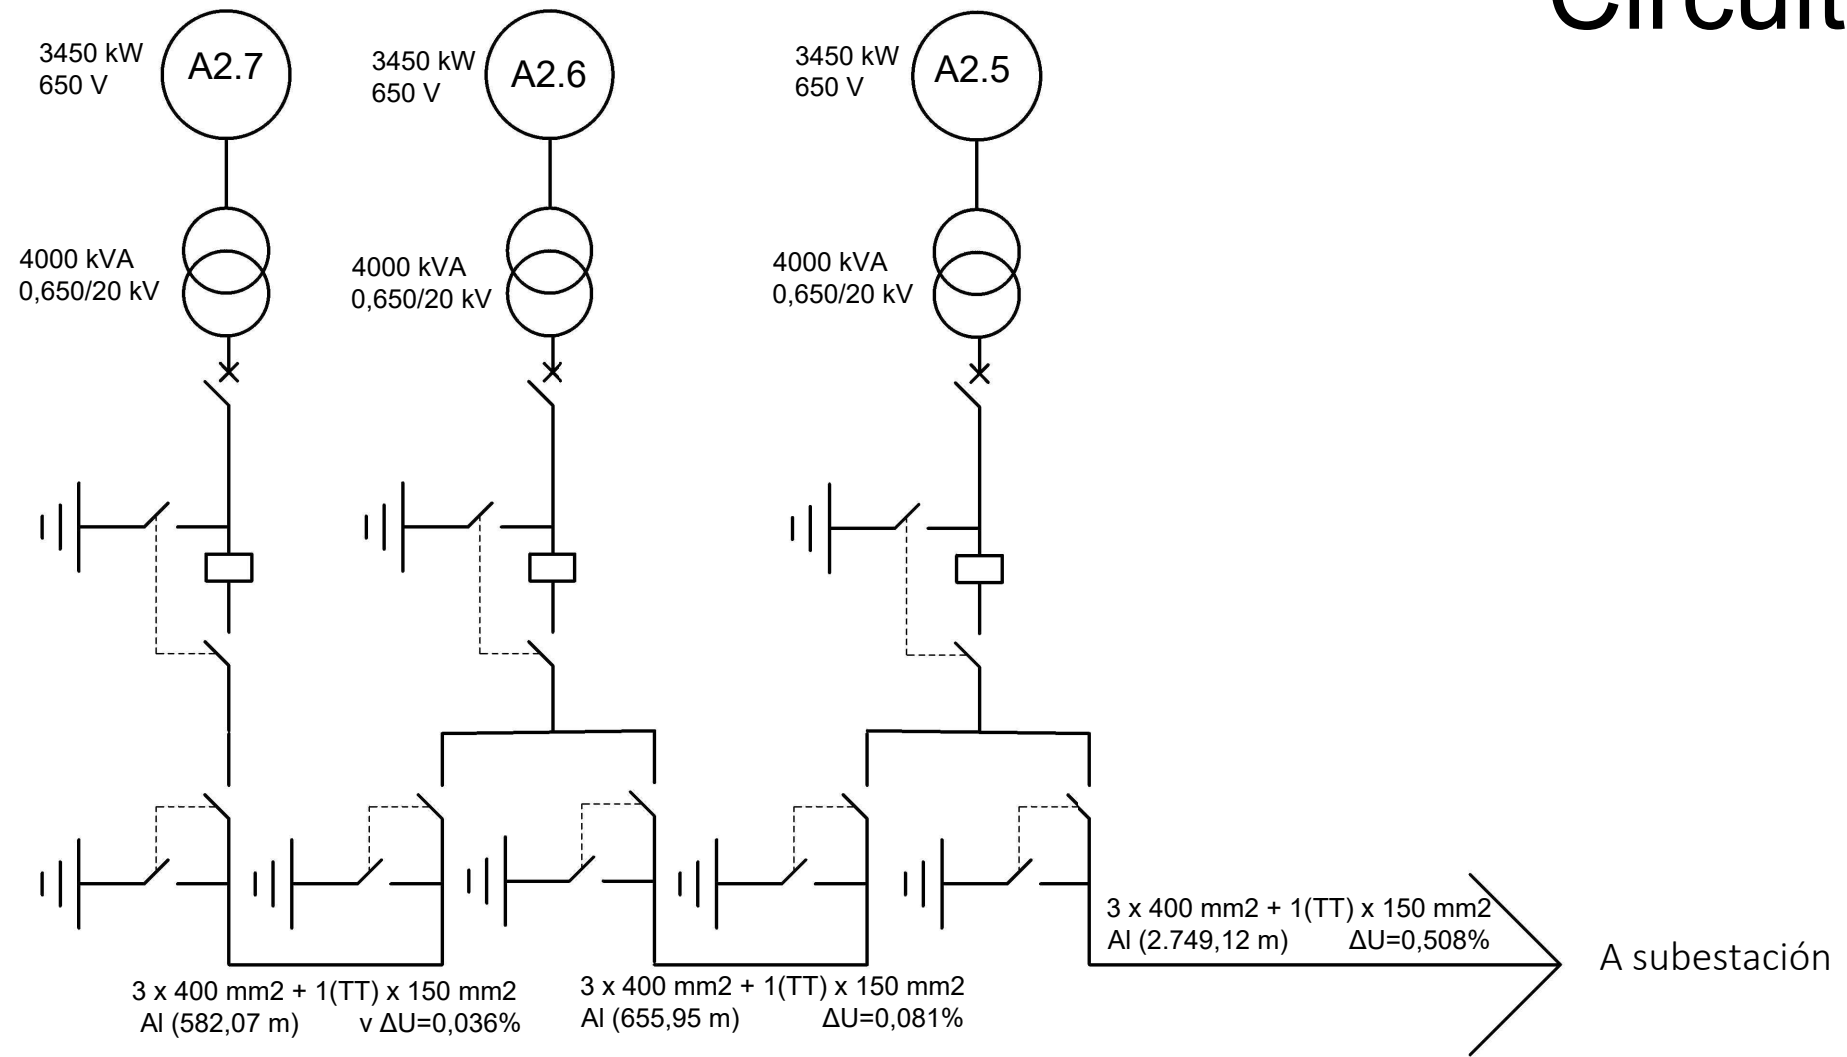 Circuit
3450 kW
650 V
A2.7
3450 kW
650 V
A2.6
3450 kW
650 V
A2.5
4000 kVA
0,650/20 kV
4000 kVA
0,650/20 kV
4000 kVA
0,650/20 kV
3 x 400 mm2 + 1(TT) x 150 mm2
Al (2.749,12 m) ΔU=0,508%
A subestación
3 x 400 mm2 + 1(TT) x 150 mm2
Al (582,07 m) v ΔU=0,036%
3 x 400 mm2 + 1(TT) x 150 mm2
Al (655,95 m) ΔU=0,081%